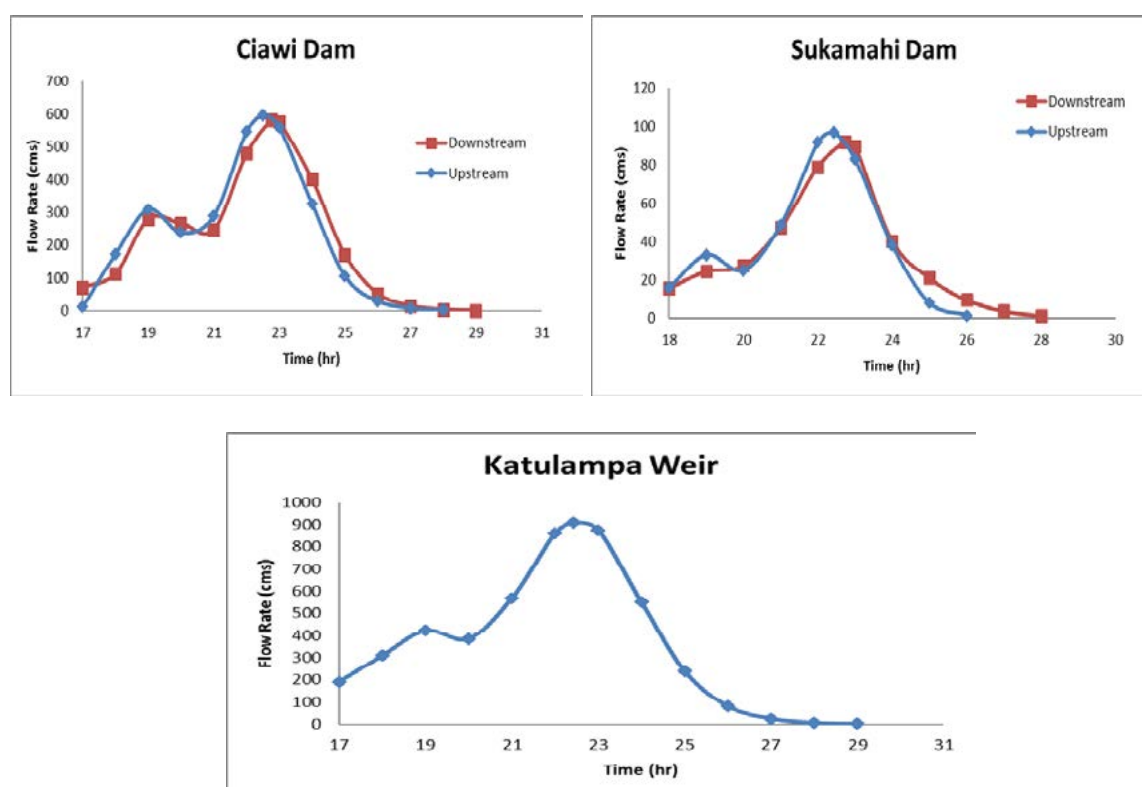 Ciawi Dam
700
600
500
400
300
200
100
0
Flow Rate (cms)
Downstream
Upstream
17 19 21 23 25 27 29 31
Time (hr)
Sukamahi Dam
120
100
80
60
40
20
0
Flow Rate (cms)
Downstream
Upstream
18 20 22 24 26 28 30
Time (hr)
Katulampa Weir
1000
900
800
700
600
500
400
300
200
100
0
Flow Rate (cms)
17 19 21 23 25 27 29 31
Time (hr)